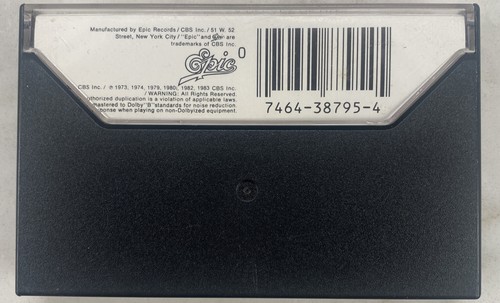 Manufactured by Epic Records / CBS Inc. / 51 W. 52
Street, New York City / "Epic" and Epic are
trademarks of CBS Inc.
Epic
0
CBS Inc. / ℗ 1973, 1974, 1979, 1980, 1982, 1983 CBS Inc.
/ WARNING: All Rights Reserved.
authorized duplication is a violation of applicable laws.
mastered to Dolby "B" standards for noise reduction.
when playing on non-Dolbyized equipment.
7464-38795-4